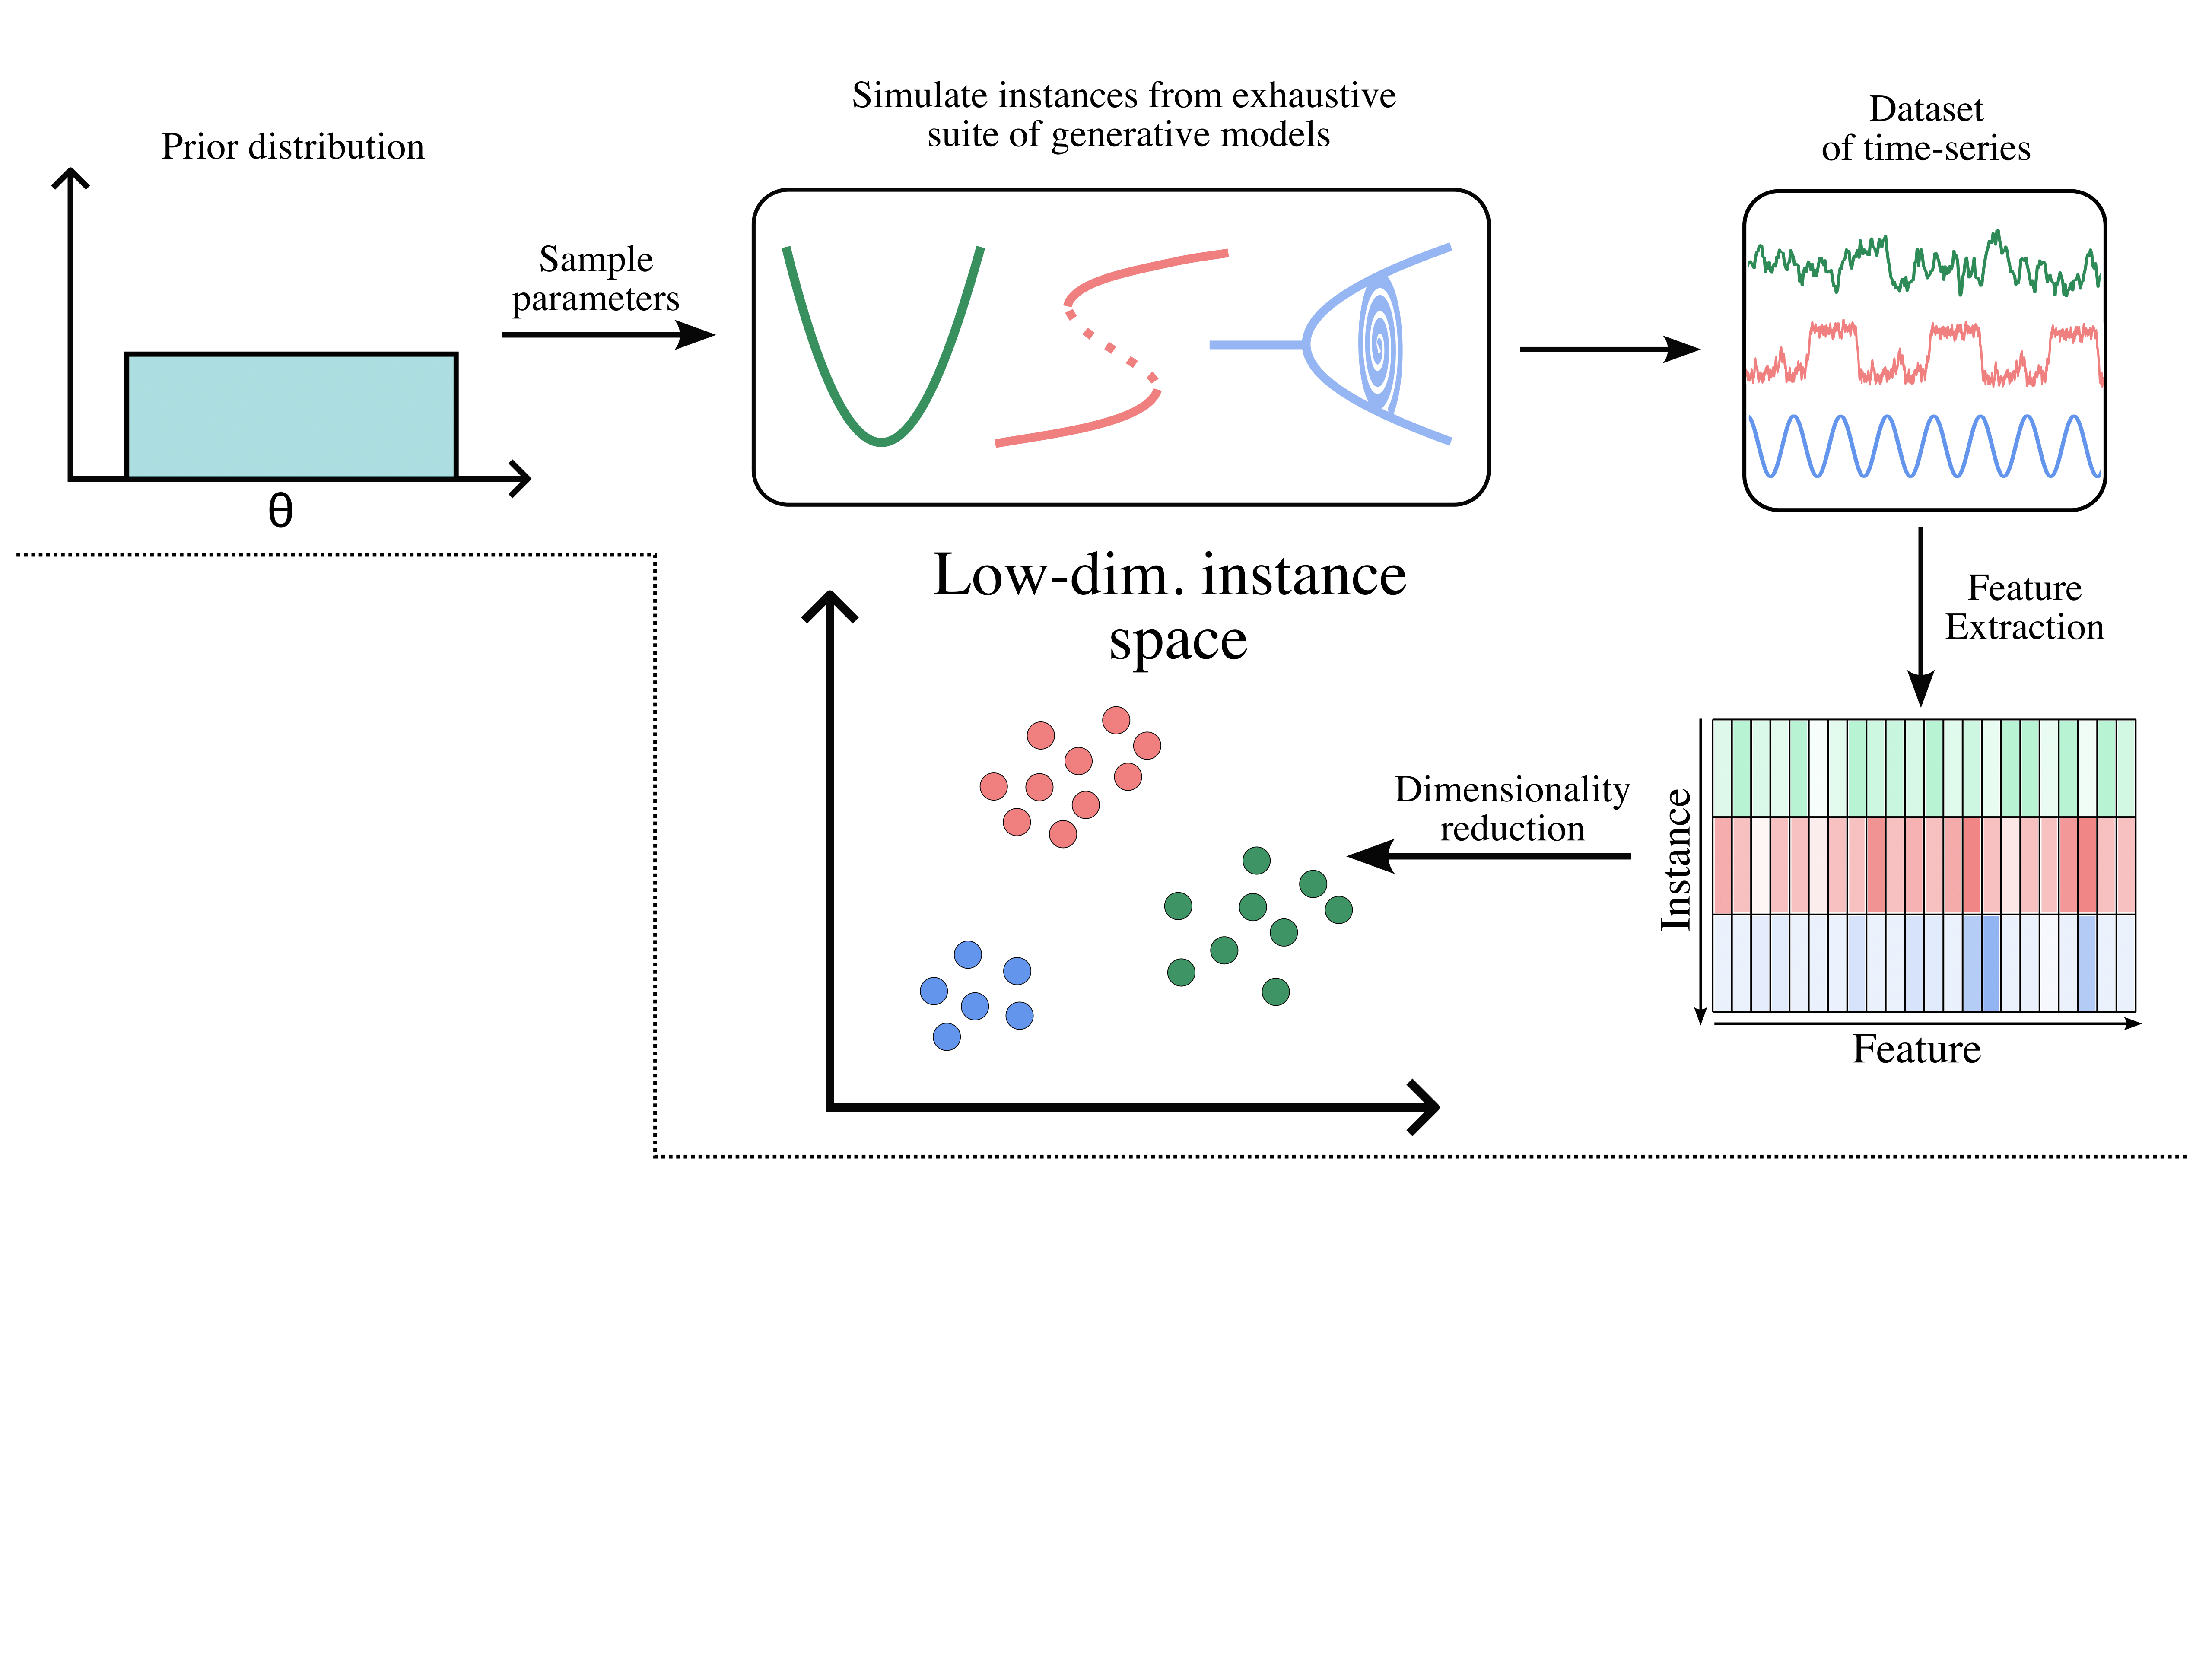 Prior distribution
θ
Sample
parameters
Simulate instances from exhaustive
suite of generative models
Dataset
of time-series
Feature
Extraction
Instance
Feature
Dimensionality
reduction
Low-dim. instance
space